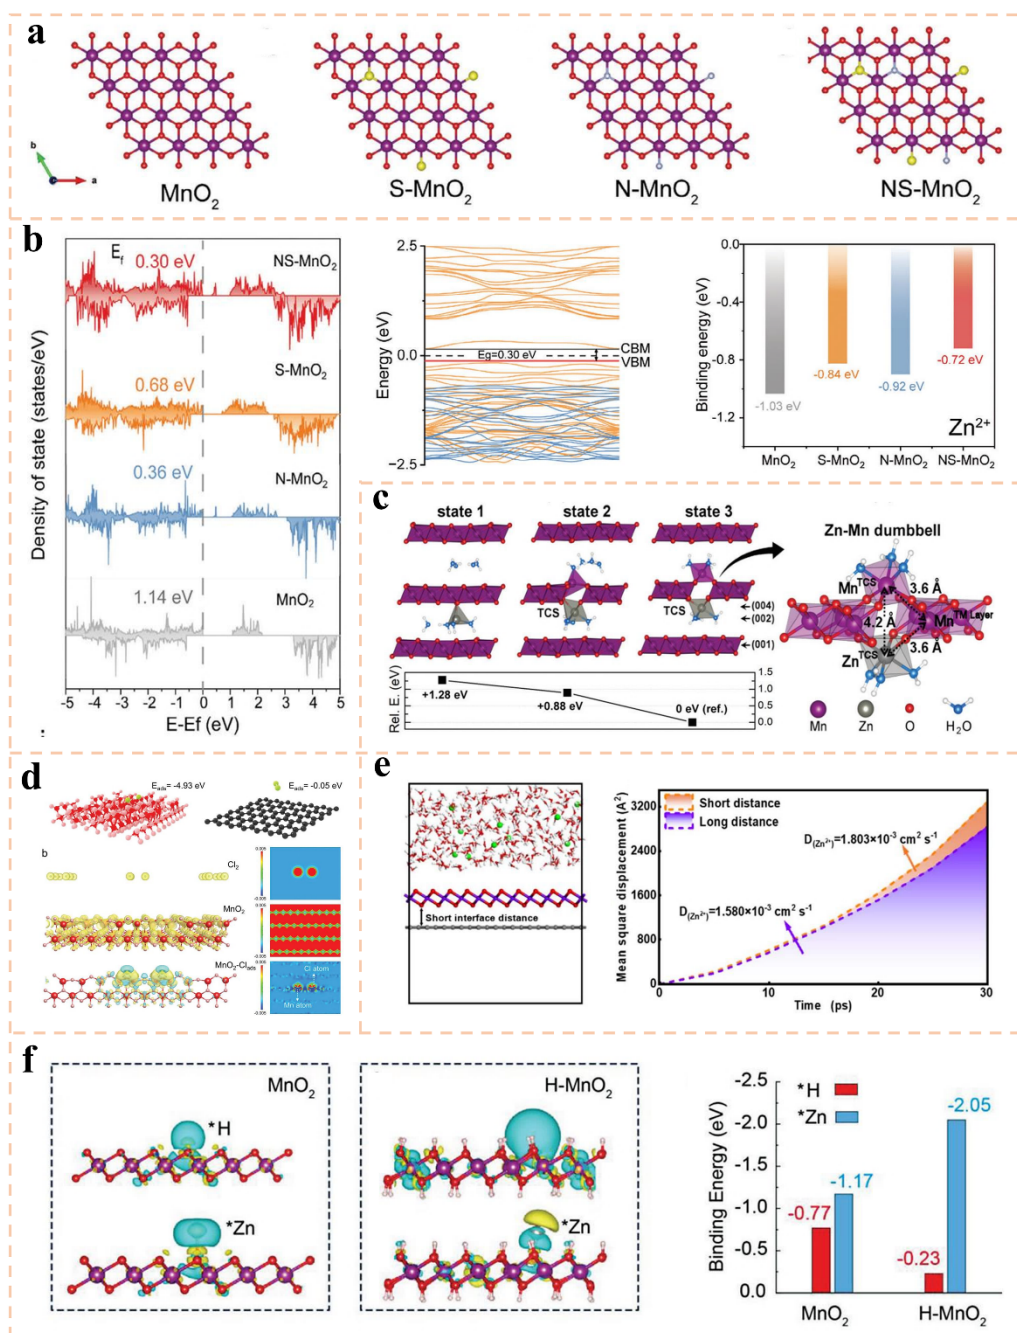 a
b
a
MnO2
S-MnO2
N-MnO2
NS-MnO2
b
Density of state (states/eV)
Ef
0.30 eV
NS-MnO2
S-MnO2
0.68 eV
N-MnO2
0.36 eV
1.14 eV
MnO2
-5 -4 -3 -2 -1 0 1 2 3 4 5
E-Ef (eV)
Energy (eV)
2.5
0.0
-2.5
Eg=0.30 eV
CBM
VBM
Binding energy (eV)
0.0
-0.4
-0.8
-1.2
-1.03 eV
-0.84 eV
-0.92 eV
-0.72 eV
Zn2+
MnO2 S-MnO2 N-MnO2 NS-MnO2
c
state 1
state 2
state 3
Zn-Mn dumbbell
TCS
TCS
(004)
(002)
(001)
MnTCS
3.6 Å
4.2 Å
MnTM Layer
ZnTCS
3.6 Å
Rel. E. (eV)
+1.28 eV
+0.88 eV
0 eV (ref.)
1.5
1.0
0.5
0.0
Mn Zn O H2O
d
Eads= -4.93 eV
Eads= -0.05 eV
b
Cl2
MnO2
MnO2-Clads
Cl atom
Mn atom
e
Short interface distance
Mean square displacement (A-2)
3200
2400
1600
800
0
Short distance
Long distance
D(Zn2+)=1.803×10-3 cm2 s-1
D(Zn2+)=1.580×10-3 cm2 s-1
0 10 20 30
Time (ps)
f
MnO2
*H
*Zn
H-MnO2
*Zn
Binding Energy (eV)
-2.5
-2.0
-1.5
-1.0
-0.5
0.0
*H
*Zn
-0.77
-1.17
-0.23
-2.05
MnO2
H-MnO2